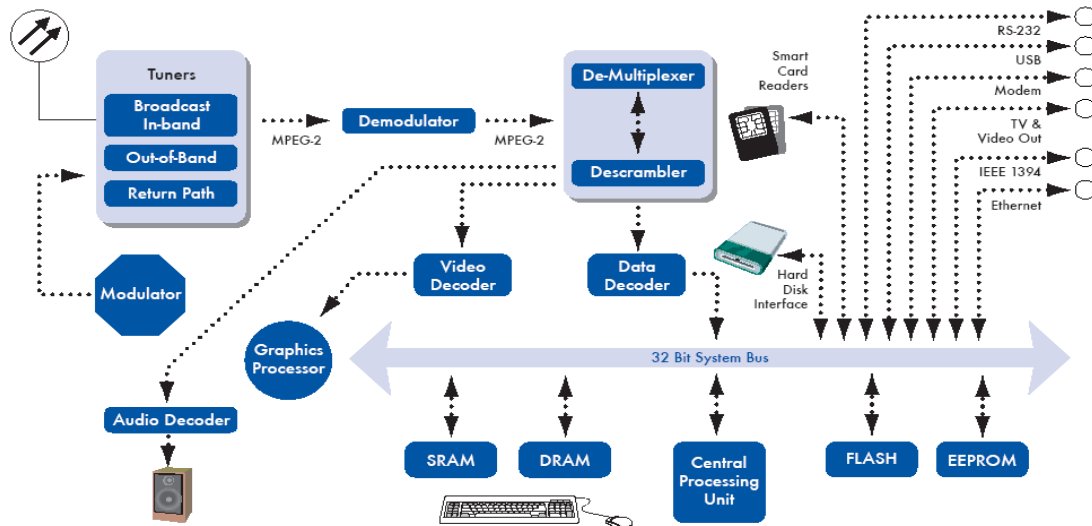 Tuners
Broadcast
In-band
Out-of-Band
Return Path
MPEG-2
Demodulator
MPEG-2
De-Multiplexer
Descrambler
Smart
Card
Readers
RS-232
USB
Modem
TV &
Video Out
IEEE 1394
Ethernet
Modulator
Video
Decoder
Data
Decoder
Hard
Disk
Interface
Graphics
Processor
32 Bit System Bus
Audio Decoder
SRAM
DRAM
Central
Processing
Unit
FLASH
EEPROM